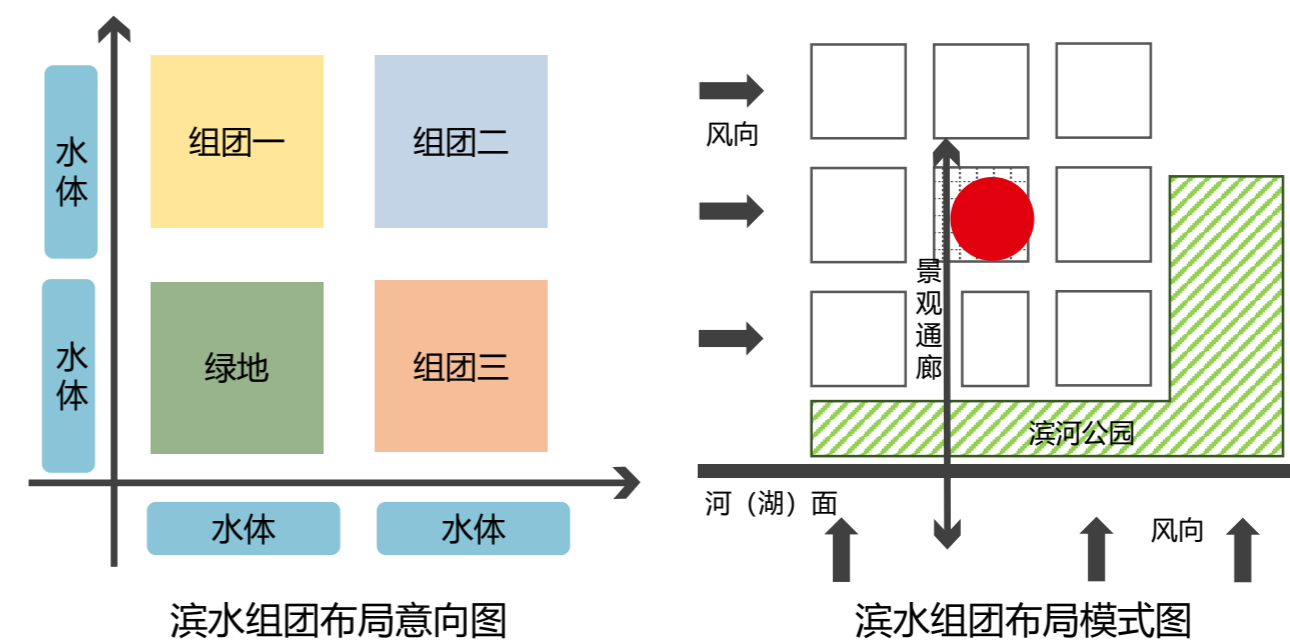 水体
组团一
组团二
水体
绿地
组团三
水体
水体
滨水组团布局意向图
风向
景观通廊
滨河公园
河（湖）面
风向
滨水组团布局模式图